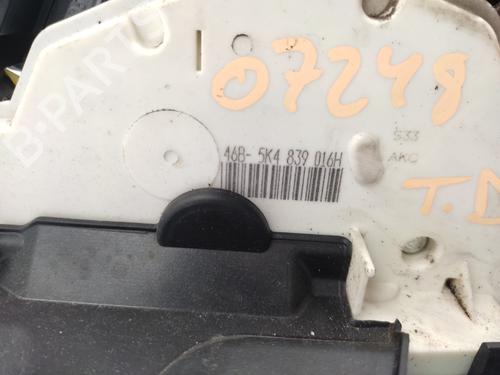 B-PARTS
07248
46B- 5K4 839 016H
533
AKC
T.D